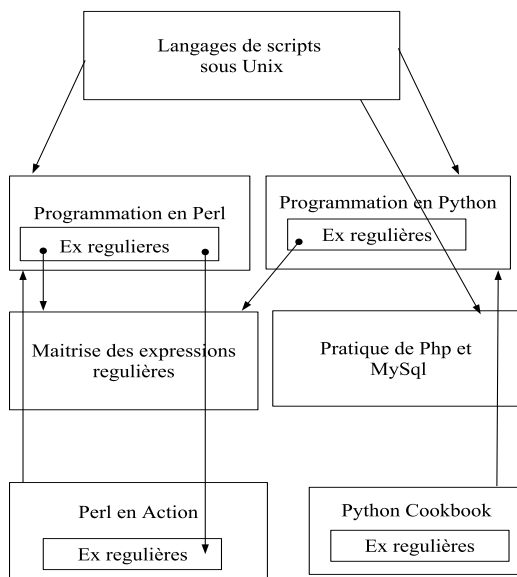 Langages de scripts
sous Unix
Programmation en Perl
Ex regulieres
Programmation en Python
Ex regulières
Maitrise des expressions
regulières
Pratique de Php et
MySql
Perl en Action
Ex regulières
Python Cookbook
Ex regulières